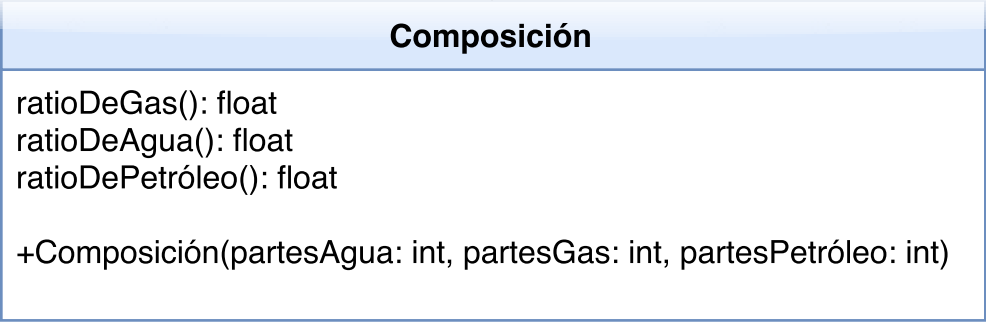 Composición
ratioDeGas(): float
ratioDeAgua(): float
ratioDePetróleo(): float
+Composición(partesAgua: int, partesGas: int, partesPetróleo: int)